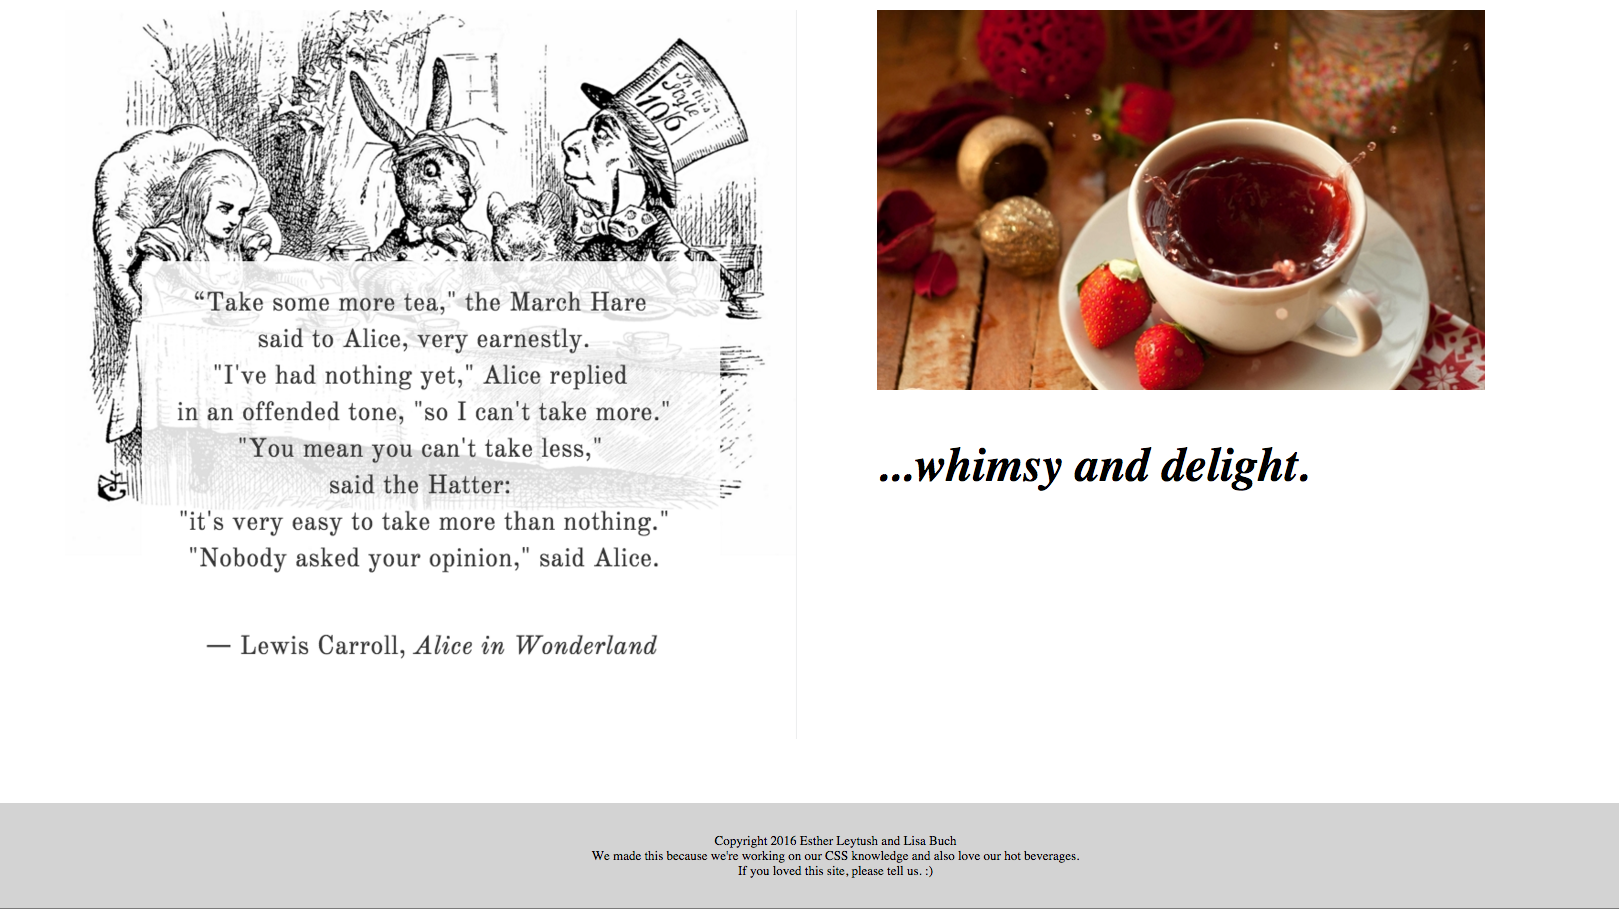 In this
Style
10/6
“Take some more tea," the March Hare
said to Alice, very earnestly.
"I've had nothing yet," Alice replied
in an offended tone, "so I can't take more."
"You mean you can't take less,"
said the Hatter:
"it's very easy to take more than nothing."
"Nobody asked your opinion," said Alice.
— Lewis Carroll, Alice in Wonderland
...whimsy and delight.
Copyright 2016 Esther Leytush and Lisa Buch
We made this because we're working on our CSS knowledge and also love our hot beverages.
If you loved this site, please tell us. :)